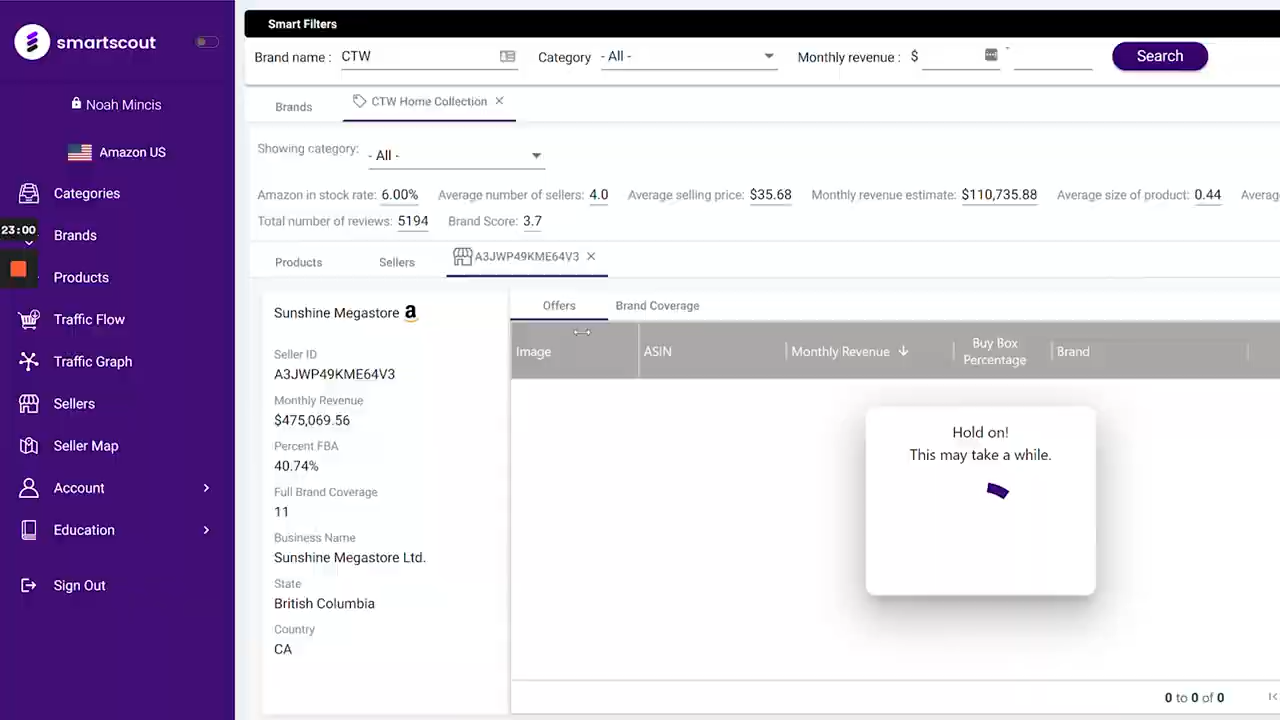 smartscout
Noah Mincis
Amazon US
Categories
23:00
Brands
Products
Traffic Flow
Traffic Graph
Sellers
Seller Map
Account
Education
Sign Out
Smart Filters
Brand name : CTW Category - All - Monthly revenue : $ Search
Brands CTW Home Collection
Showing category: - All -
Amazon in stock rate: 6.00% Average number of sellers: 4.0 Average selling price: $35.68 Monthly revenue estimate: $110,735.88 Average size of product: 0.44 Averag
Total number of reviews: 5194 Brand Score: 3.7
Products Sellers A3JWP49KME64V3
Sunshine Megastore a
Seller ID
A3JWP49KME64V3
Monthly Revenue
$475,069.56
Percent FBA
40.74%
Full Brand Coverage
11
Business Name
Sunshine Megastore Ltd.
State
British Columbia
Country
CA
Offers Brand Coverage
Image ASIN Monthly Revenue Buy Box Percentage Brand
Hold on!
This may take a while.
0 to 0 of 0